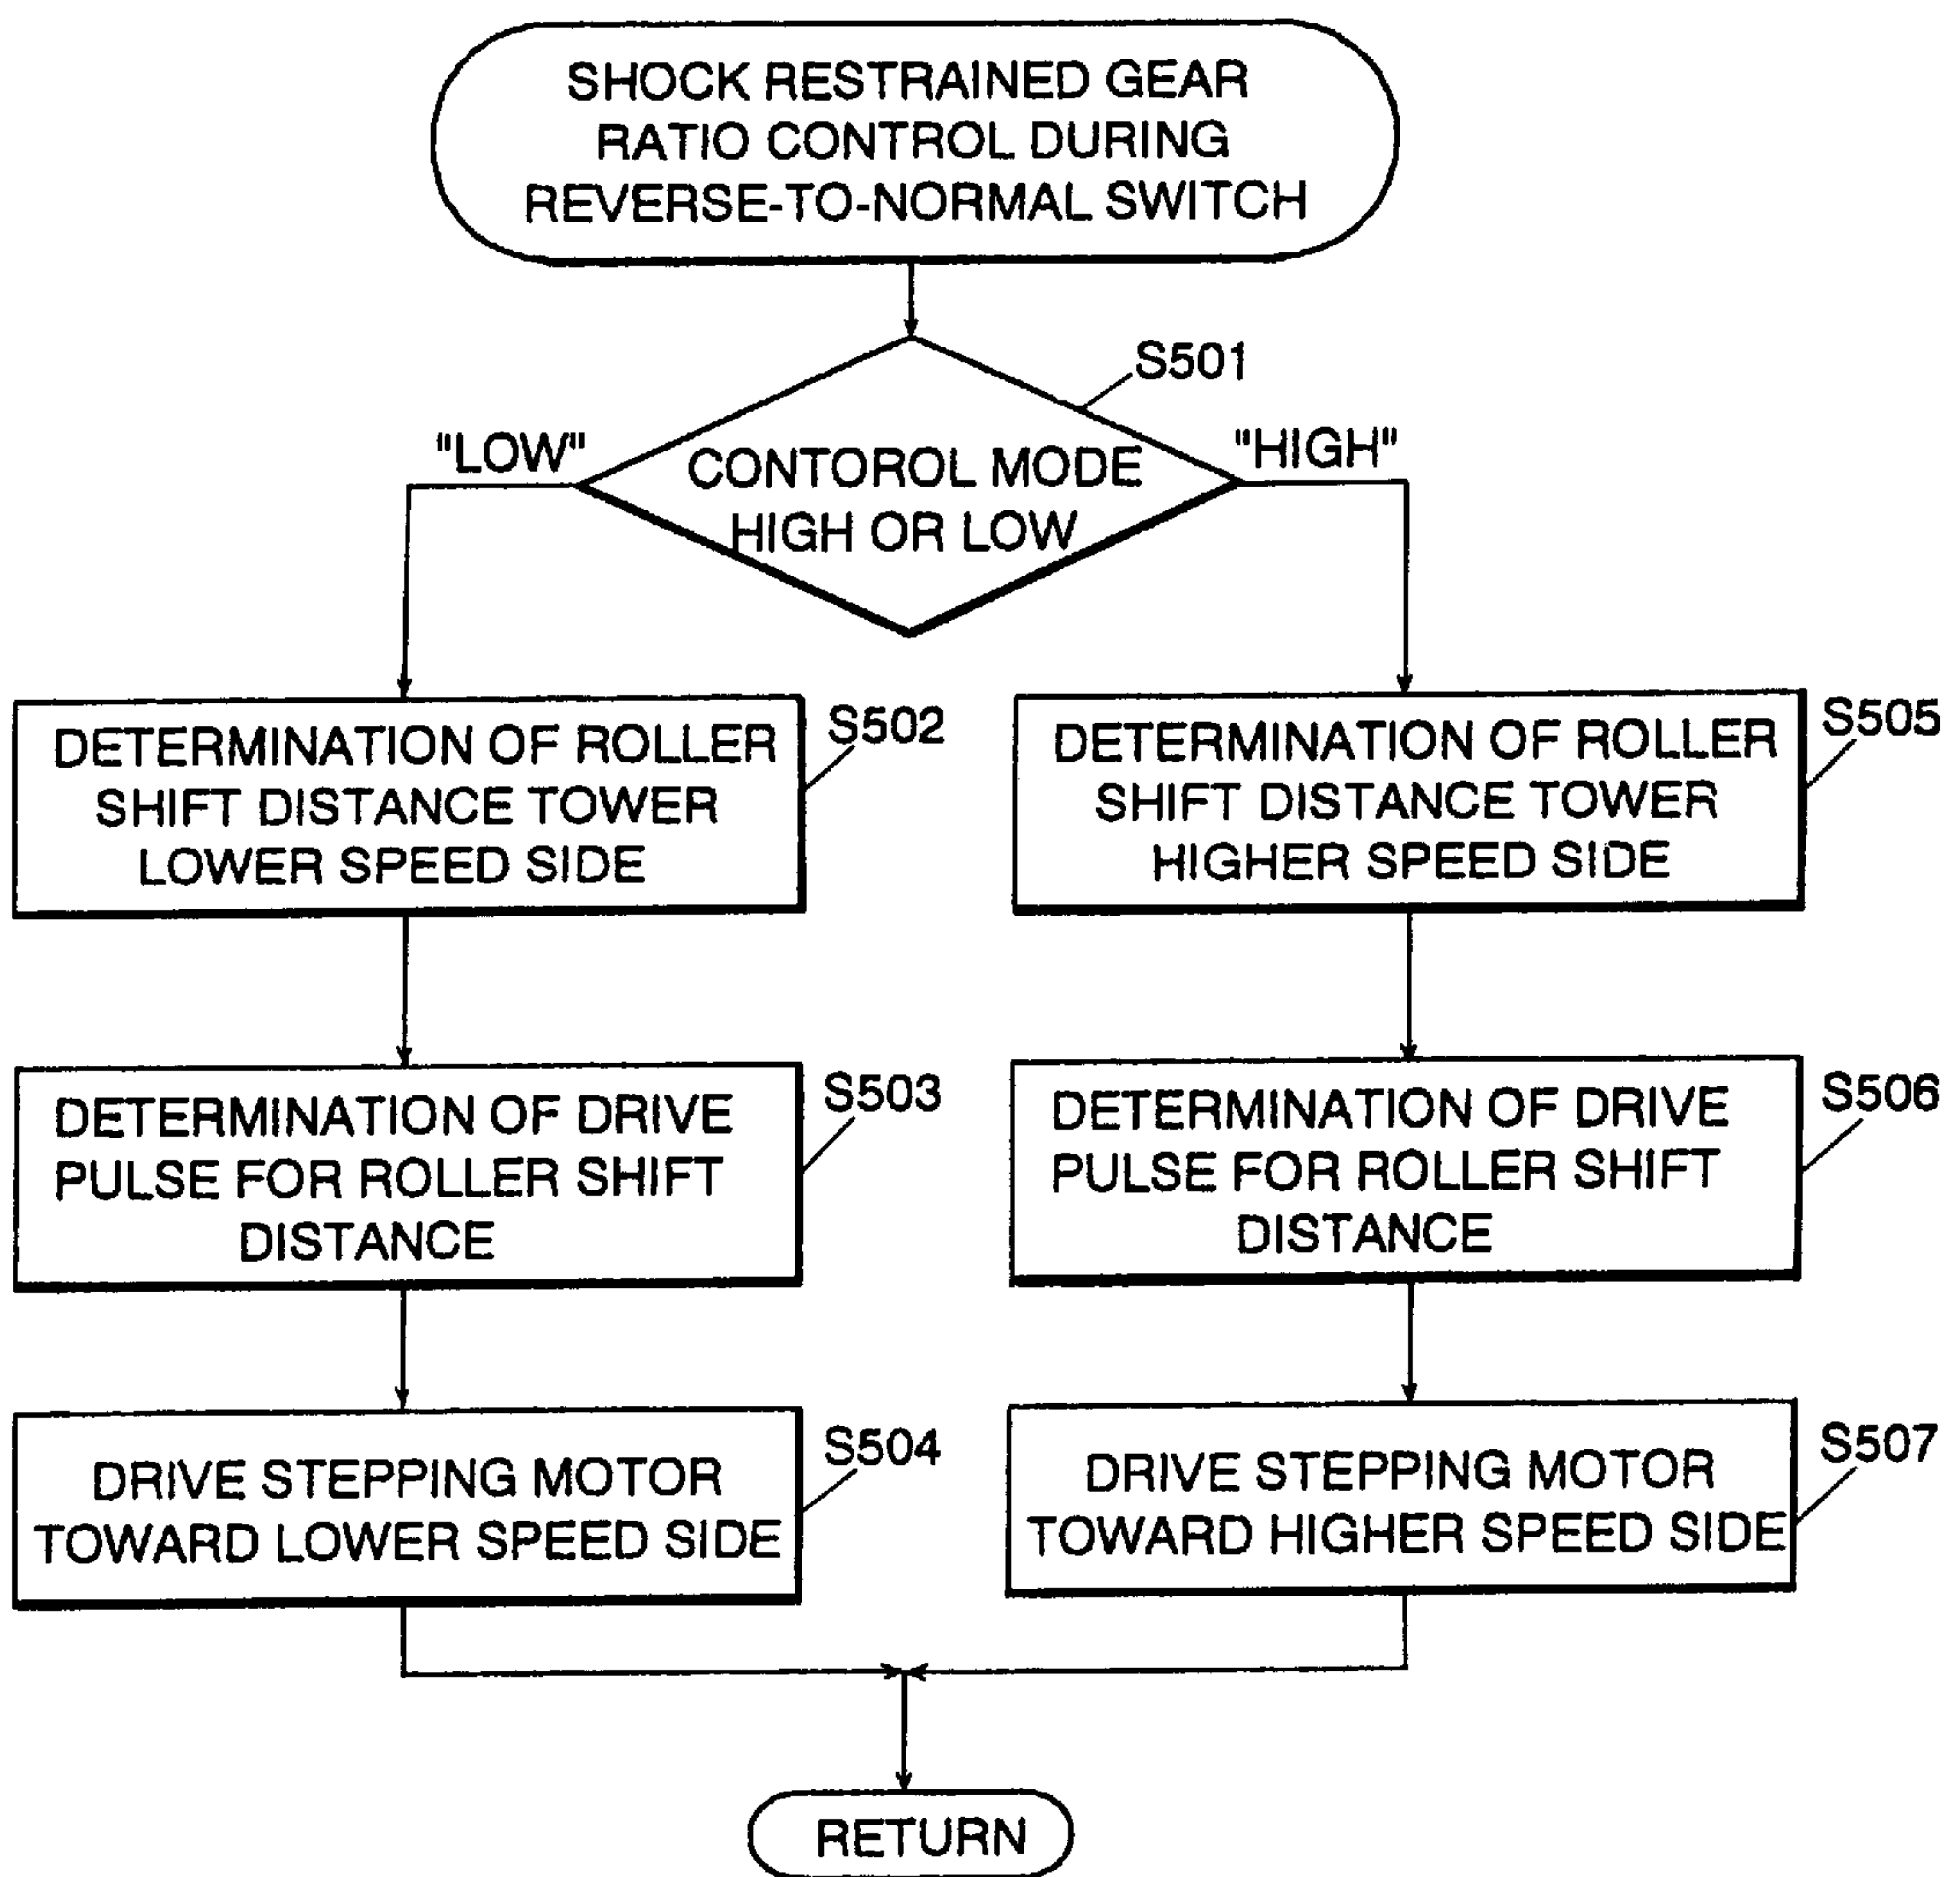 SHOCK RESTRAINED GEAR
RATIO CONTROL DURING
REVERSE-TO-NORMAL SWITCH
S501
"LOW"
"HIGH"
CONTOROL MODE
HIGH OR LOW
DETERMINATION OF ROLLER
SHIFT DISTANCE TOWER
LOWER SPEED SIDE
S502
DETERMINATION OF ROLLER
SHIFT DISTANCE TOWER
HIGHER SPEED SIDE
S505
DETERMINATION OF DRIVE
PULSE FOR ROLLER SHIFT
DISTANCE
S503
DETERMINATION OF DRIVE
PULSE FOR ROLLER SHIFT
DISTANCE
S506
DRIVE STEPPING MOTOR
TOWARD LOWER SPEED SIDE
S504
DRIVE STEPPING MOTOR
TOWARD HIGHER SPEED SIDE
S507
RETURN